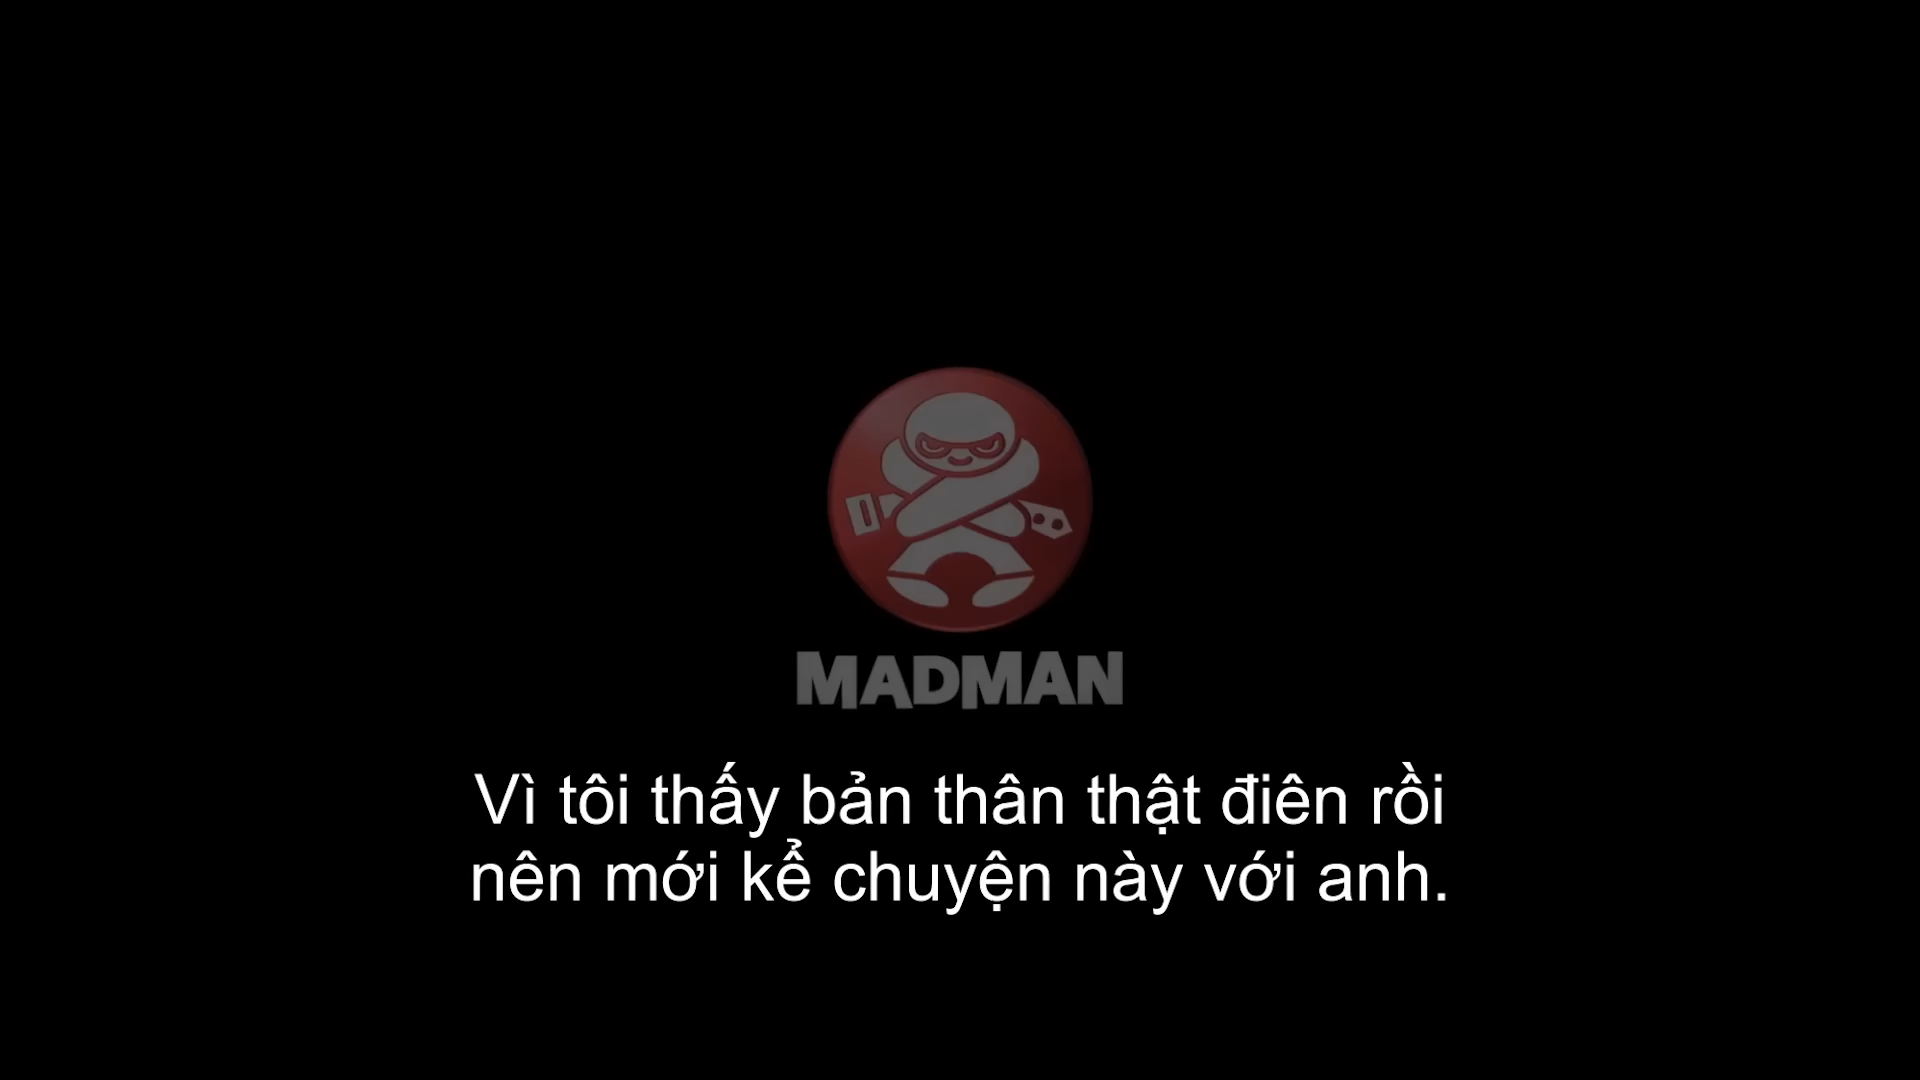 MADMAN
Vì tôi thấy bản thân thật điên rồi
nên mới kể chuyện này với anh.